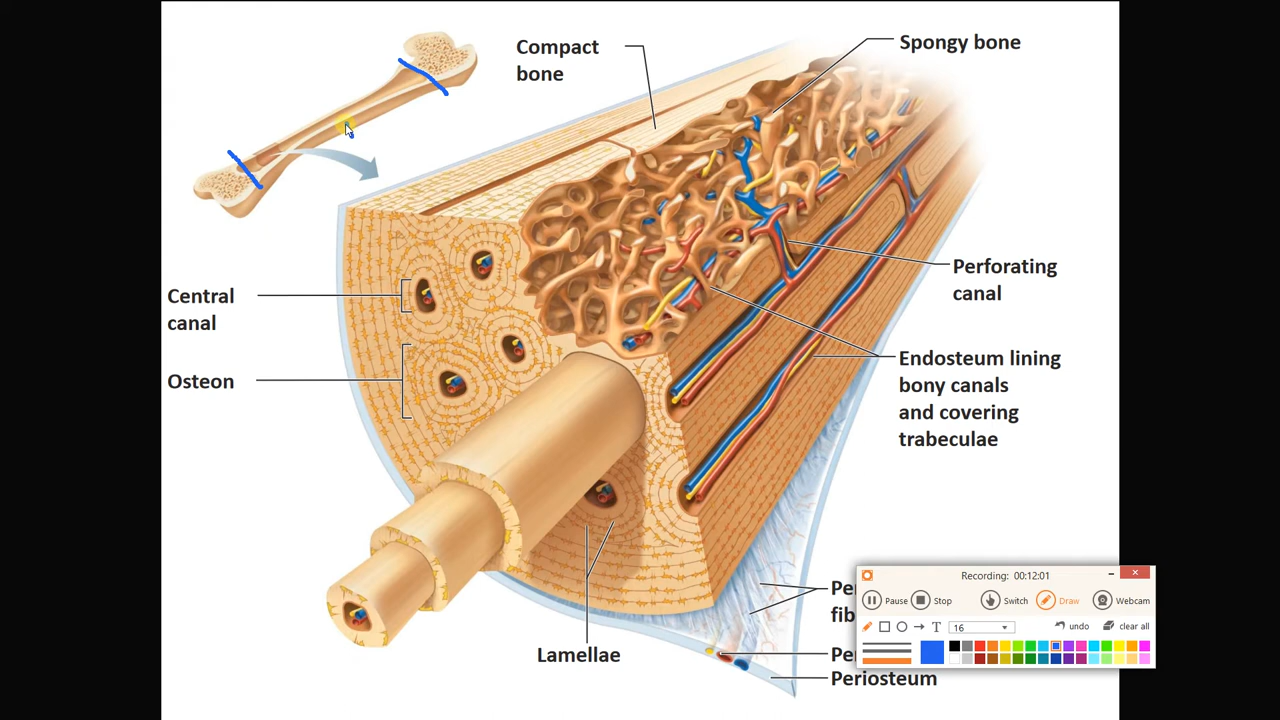 Compact
bone
Spongy bone
Central
canal
Perforating
canal
Osteon
Endosteum lining
bony canals
and covering
trabeculae
Lamellae
Periosteum
Recording: 00:12:01
Pause Stop Switch Draw Webcam
T 16 undo clear all